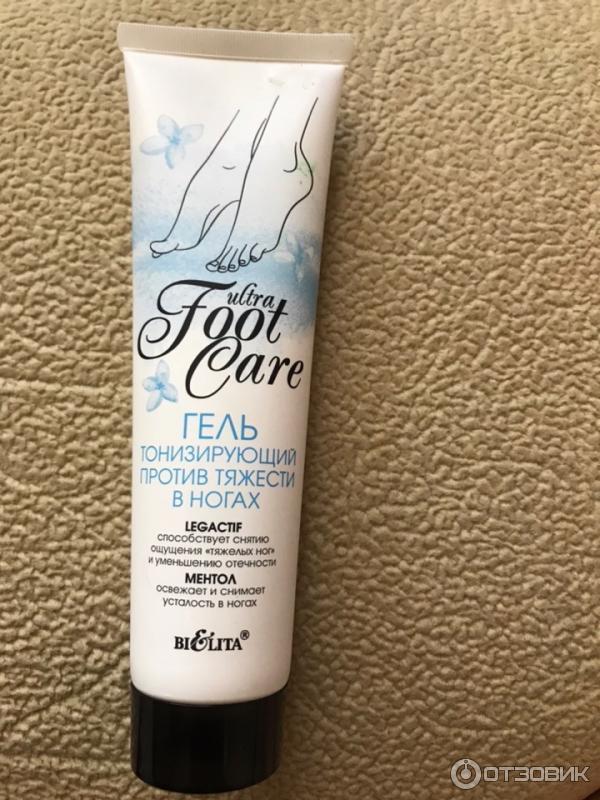 ultra
Foot
Care
ГЕЛЬ
ТОНИЗИРУЮЩИЙ
ПРОТИВ ТЯЖЕСТИ
В НОГАХ
LEGACTIF
способствует снятию
ощущения «тяжелых ног»
и уменьшению отечности
МЕНТОЛ
освежает и снимает
усталость в ногах
BIELITA®
ОТЗОВИК